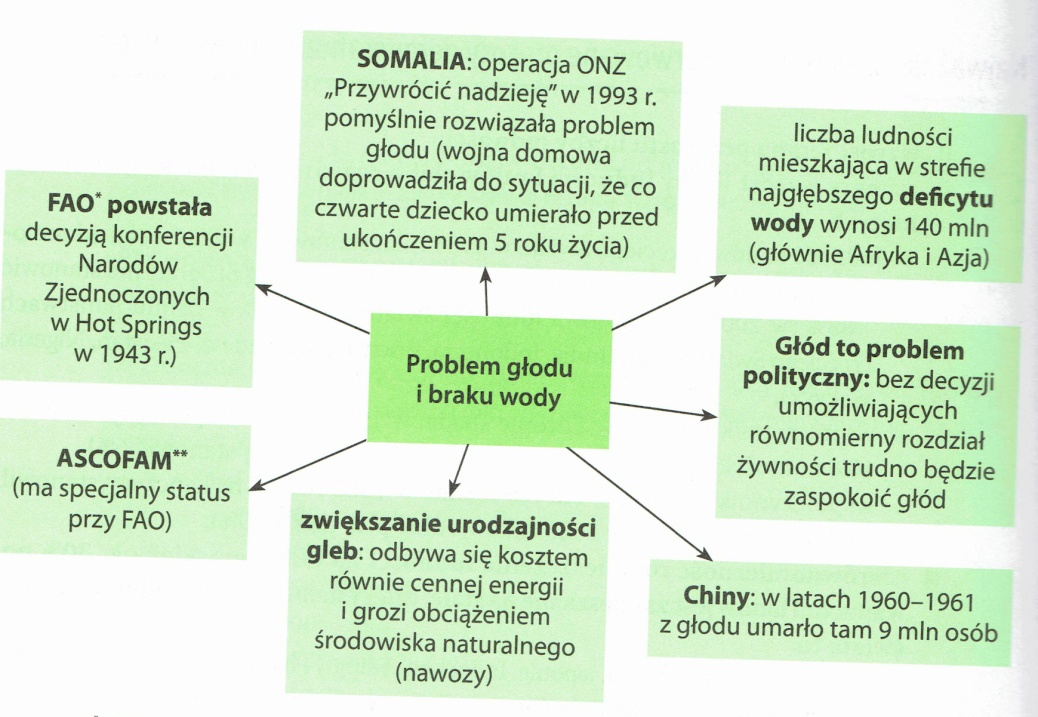 SOMALIA: operacja ONZ
„Przywrócić nadzieję” w 1993 r.
pomyślnie rozwiązała problem
głodu (wojna domowa
doprowadziła do sytuacji, że co
czwarte dziecko umierało przed
ukończeniem 5 roku życia)
liczba ludności
mieszkająca w strefie
najgłębszego deficytu
wody wynosi 140 mln
(głównie Afryka i Azja)
FAO* powstała
decyzją konferencji
Narodów
Zjednoczonych
w Hot Springs
w 1943 r.)
Problem głodu
i braku wody
Głód to problem
polityczny: bez decyzji
umożliwiających
równomierny rozdział
żywności trudno będzie
zaspokoić głód
ASCOFAM**
(ma specjalny status
przy FAO)
zwiększanie urodzajności
gleb: odbywa się kosztem
równie cennej energii
i grozi obciążeniem
środowiska naturalnego
(nawozy)
Chiny: w latach 1960–1961
z głodu umarło tam 9 mln osób